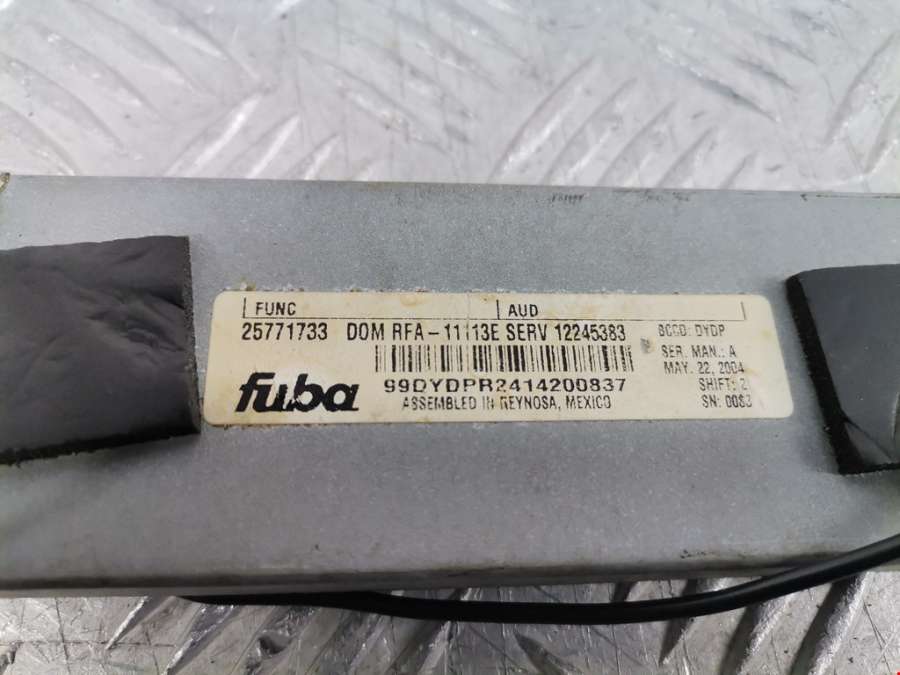 FUNC AUD
25771733 DOM RFA-11113E SERV 12245383 BCCD: DYDP
SER. MAN.: A
MAY. 22, 2004
99DYDPR2414200837 SHIFT: 2
fuba ASSEMBLED IN REYNOSA, MEXICO SN: